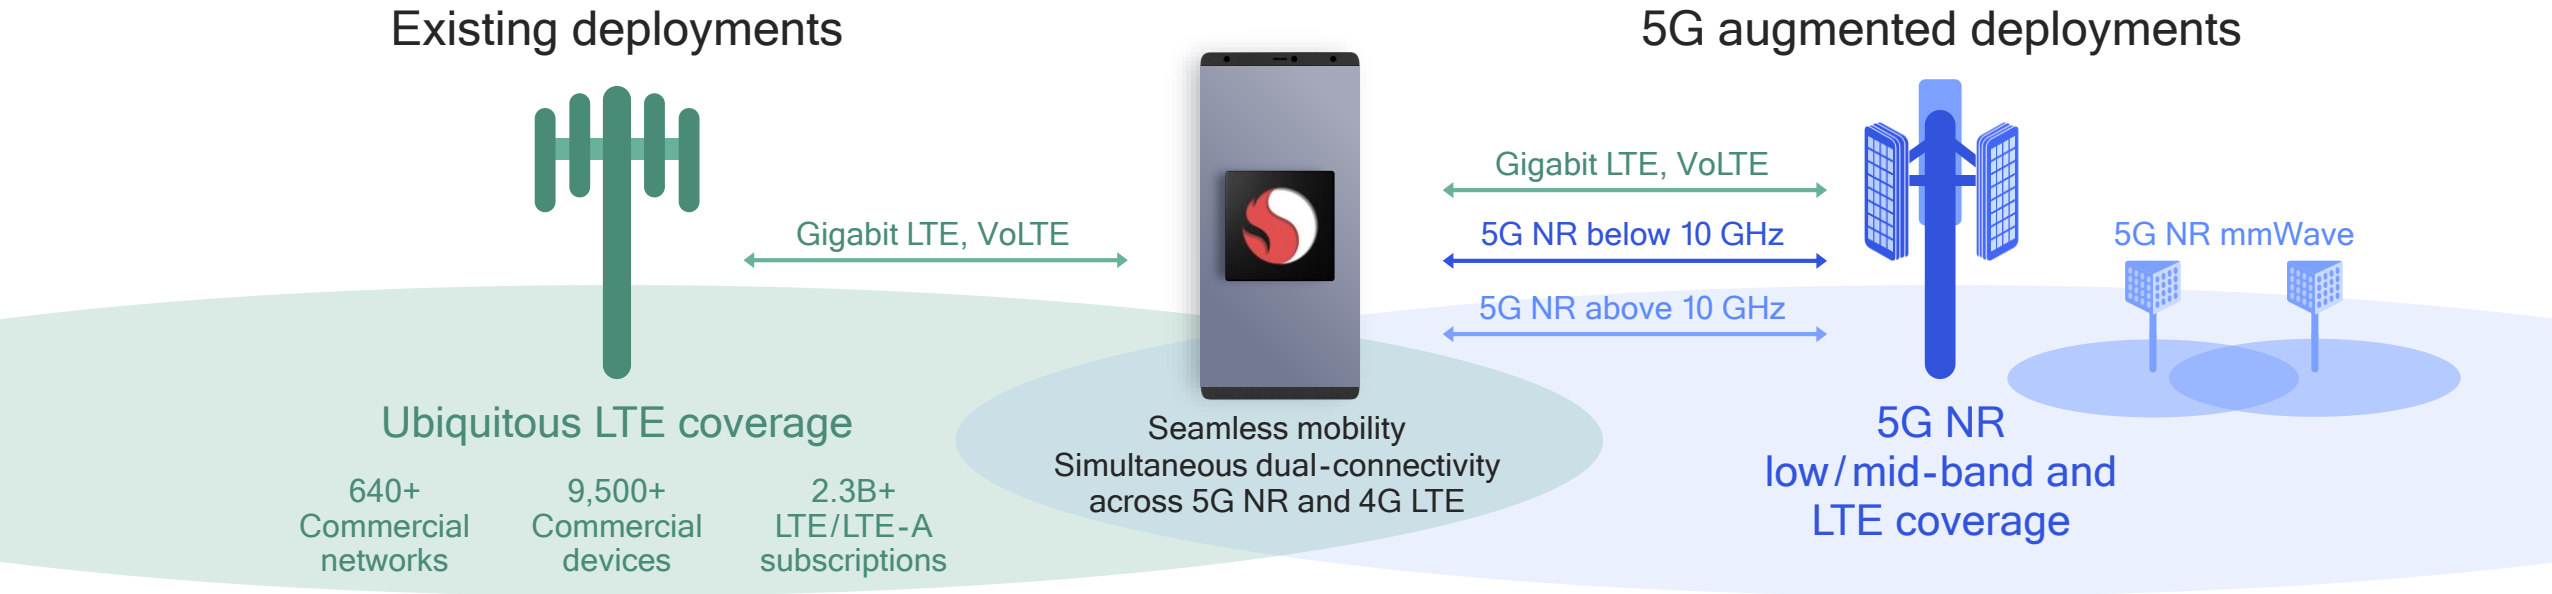 Existing deployments
5G augmented deployments
Gigabit LTE, VoLTE
Gigabit LTE, VoLTE
5G NR below 10 GHz
5G NR above 10 GHz
5G NR mmWave
Ubiquitous LTE coverage
640+
Commercial
networks
9,500+
Commercial
devices
2.3B+
LTE/LTE-A
subscriptions
Seamless mobility
Simultaneous dual-connectivity
across 5G NR and 4G LTE
5G NR
low/mid-band and
LTE coverage